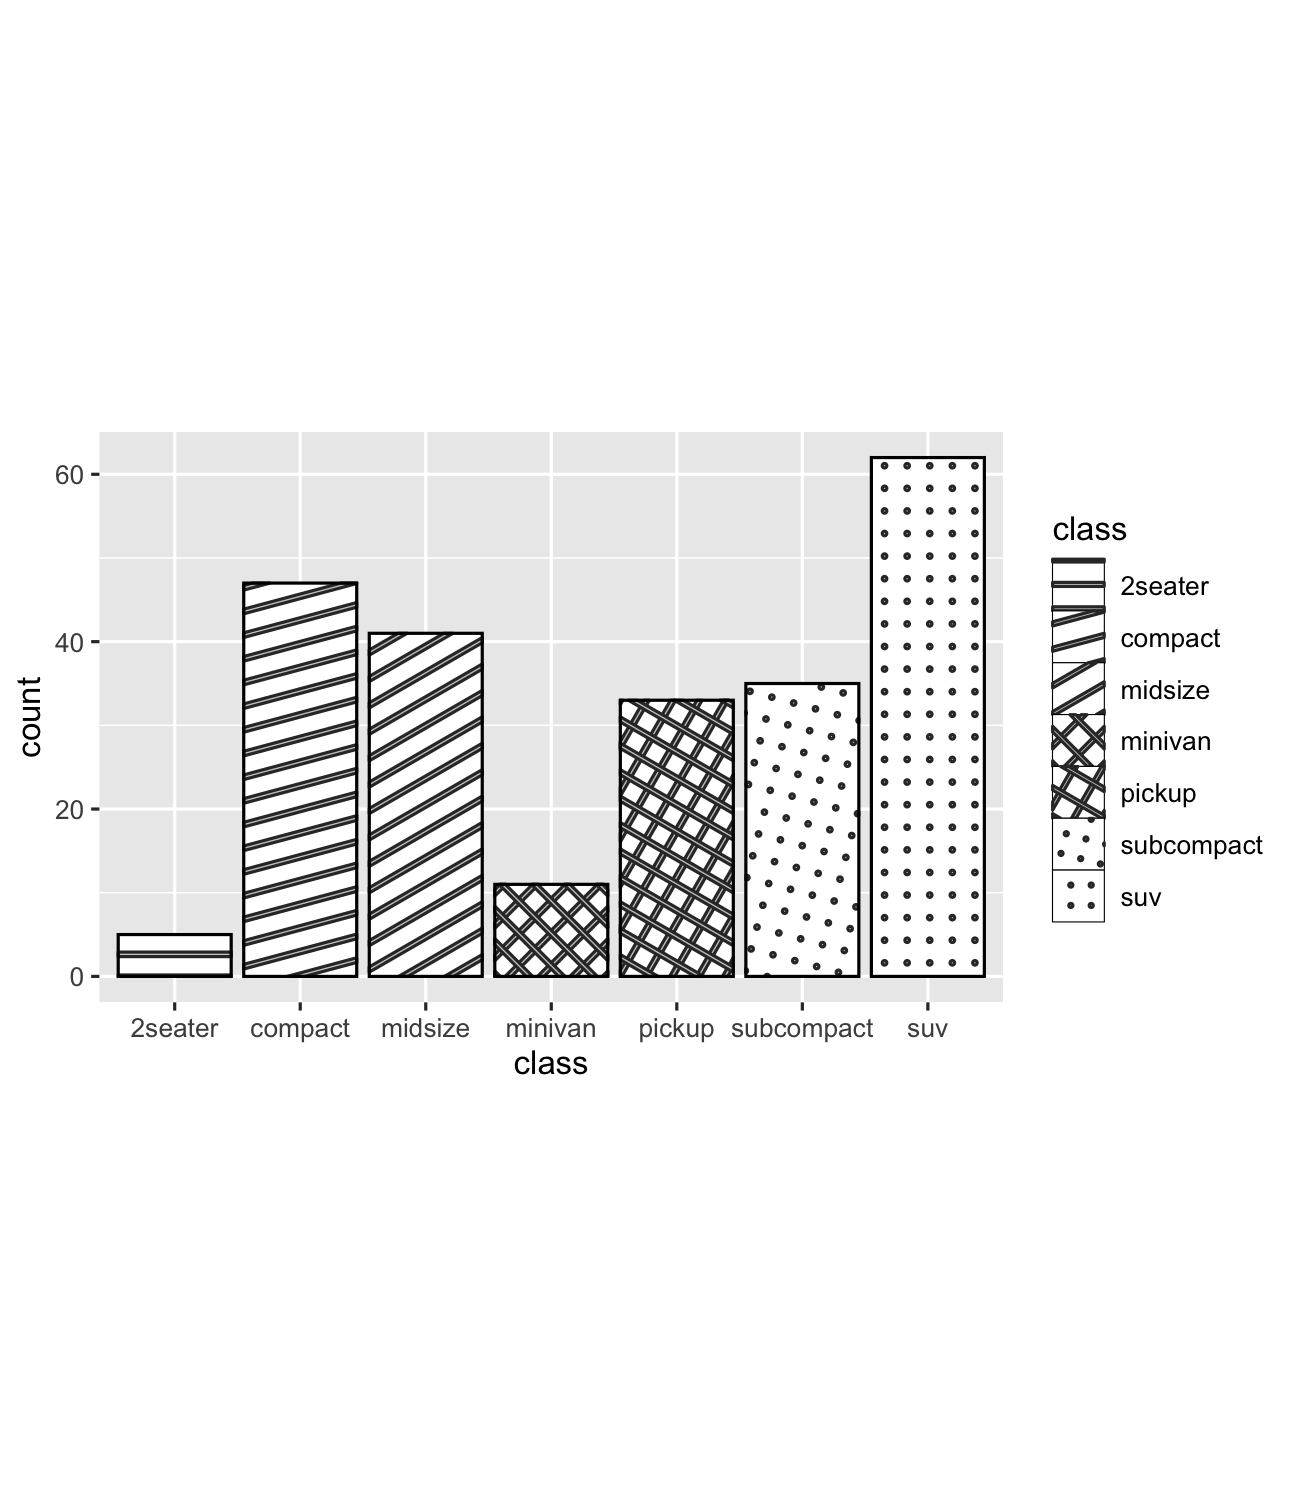 60
40
20
0
count
2seater compact midsize minivan pickup subcompact suv
class
class
2seater
compact
midsize
minivan
pickup
subcompact
suv